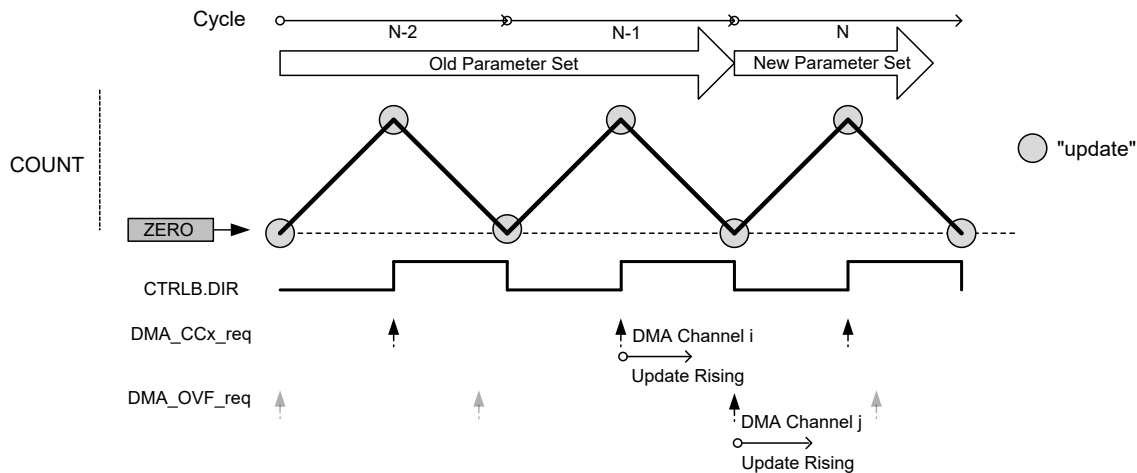 Cycle
N-2
N-1
N
Old Parameter Set
New Parameter Set
COUNT
"update"
ZERO
CTRLB.DIR
DMA_CCx_req
DMA Channel i
Update Rising
DMA_OVF_req
DMA Channel j
Update Rising